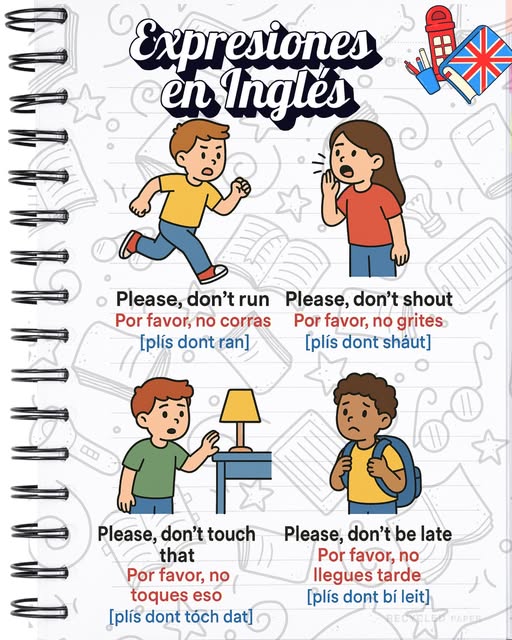 Expresiones
en Inglés
Please, don't run
Por favor, no corras
[plís dont ran]
Please, don't shout
Por favor, no grites
[plís dont sháut]
Please, don't touch
that
Por favor, no
toques eso
[plís dont tóch dat]
Please, don't be late
Por favor, no
llegues tarde
[plís dont bí leit]
RECYCLED PAPER